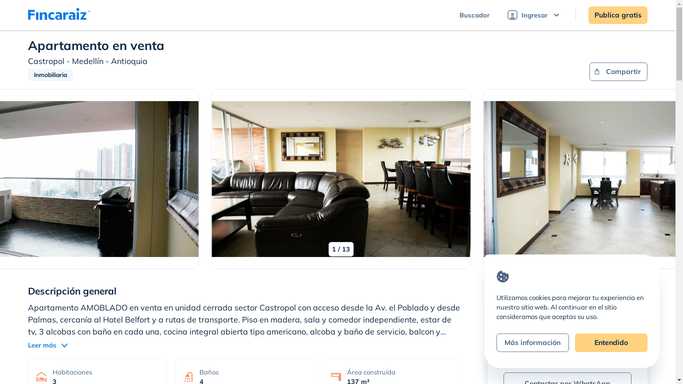 Fincaraiz
Buscador
Ingresar
Publica gratis
Apartamento en venta
Castropol - Medellín - Antioquia
Inmobiliaria
Compartir
1 / 13
Descripción general
Apartamento AMOBLADO en venta en unidad cerrada sector Castropol con acceso desde la Av. el Poblado y desde
Palmas, cercanía al Hotel Belfort y a rutas de transporte. Piso en madera, sala y comedor independiente, estar de
tv, 3 alcobas con baño en cada una, cocina integral abierta tipo americano, alcoba y baño de servicio, balcon y...
Leer más
Habitaciones
3
Baños
4
Área construida
137 m²
Utilizamos cookies para mejorar tu experiencia en
nuestro sitio web. Al continuar en el sitio
consideramos que aceptas su uso.
Más información
Entendido
Contactar por WhatsApp